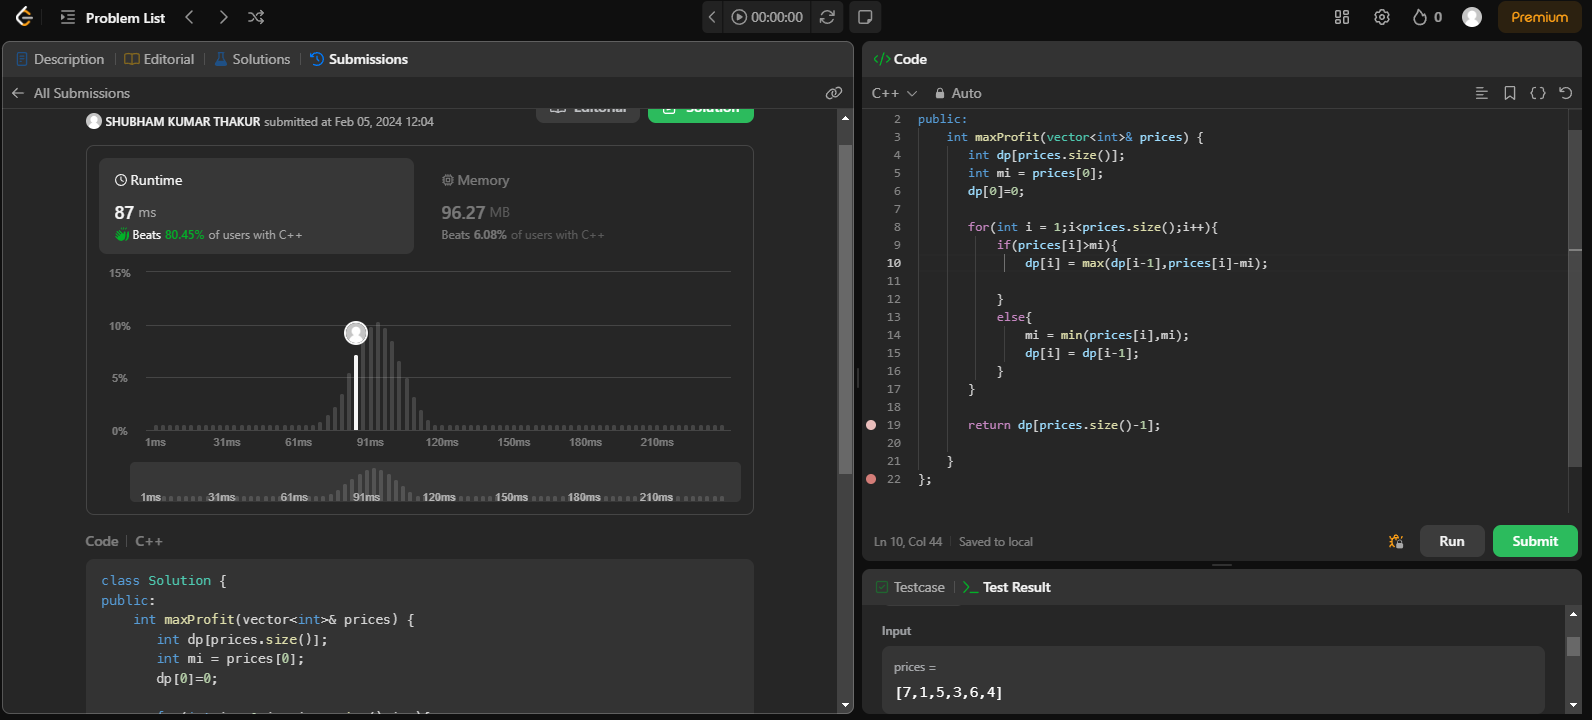 Problem List
00:00:00
0
Premium
Description
Editorial
Solutions
Submissions
All Submissions
Editorial
Solution
SHUBHAM KUMAR THAKUR submitted at Feb 05, 2024 12:04
Runtime
87 ms
Beats 80.45% of users with C++
Memory
96.27 MB
Beats 6.08% of users with C++
15%
10%
5%
0%
1ms 31ms 61ms 91ms 120ms 150ms 180ms 210ms
1ms 31ms 61ms 91ms 120ms 150ms 180ms 210ms
Code | C++
class Solution {
public:
    int maxProfit(vector<int>& prices) {
       int dp[prices.size()];
       int mi = prices[0];
       dp[0]=0;
Code
C++
Auto
2 public:
3     int maxProfit(vector<int>& prices) {
4        int dp[prices.size()];
5        int mi = prices[0];
6        dp[0]=0;
7
8        for(int i = 1;i<prices.size();i++){
9            if(prices[i]>mi){
10                dp[i] = max(dp[i-1],prices[i]-mi);
11
12            }
13            else{
14                mi = min(prices[i],mi);
15                dp[i] = dp[i-1];
16            }
17        }
18
19        return dp[prices.size()-1];
20
21     }
22 };
Ln 10, Col 44
Saved to local
Run
Submit
Testcase
Test Result
Input
prices =
[7,1,5,3,6,4]